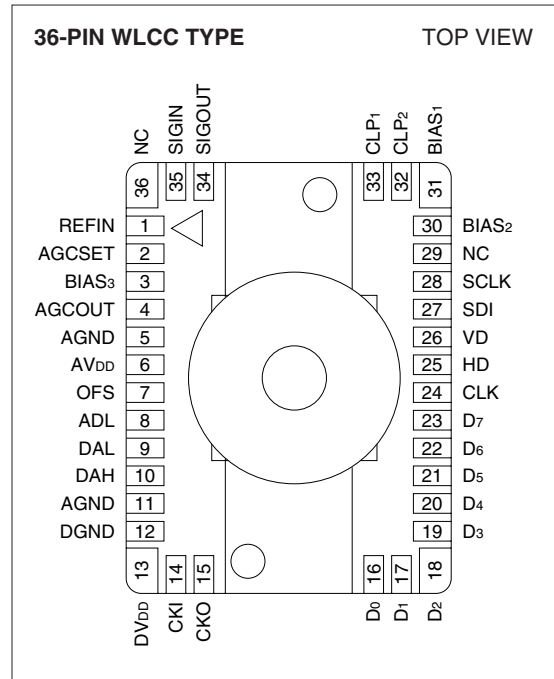 36-PIN WLCC TYPE TOP VIEW
NC SIGIN SIGOUT CLP1 CLP2 BIAS1
36 35 34 33 32 31
REFIN 1 30 BIAS2
AGCSET 2 29 NC
BIAS3 3 28 SCLK
AGCOUT 4 27 SDI
AGND 5 26 VD
AVDD 6 25 HD
OFS 7 24 CLK
ADL 8 23 D7
DAL 9 22 D6
DAH 10 21 D5
AGND 11 20 D4
DGND 12 19 D3
13 14 15 16 17 18
DVDD CKI CKO D0 D1 D2